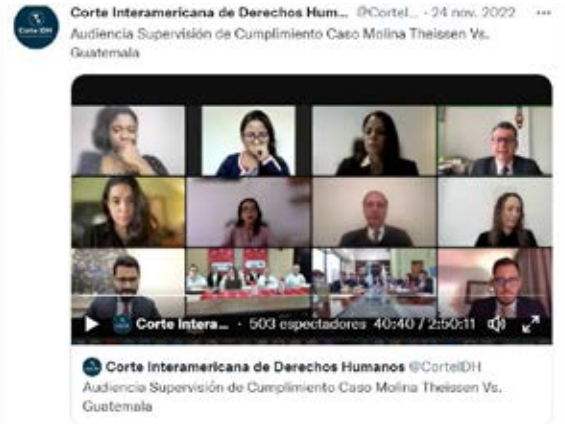 Corte Interamericana de Derechos Hum... @CorteI... · 24 nov. 2022 ...
Audiencia Supervisión de Cumplimiento Caso Molina Theissen Vs.
Guatemala
Corte IDH
Corte Intera... · 503 espectadores 40:40 / 2:50:11
Corte Interamericana de Derechos Humanos @CorteIDH
Audiencia Supervisión de Cumplimiento Caso Molina Theissen Vs.
Guatemala